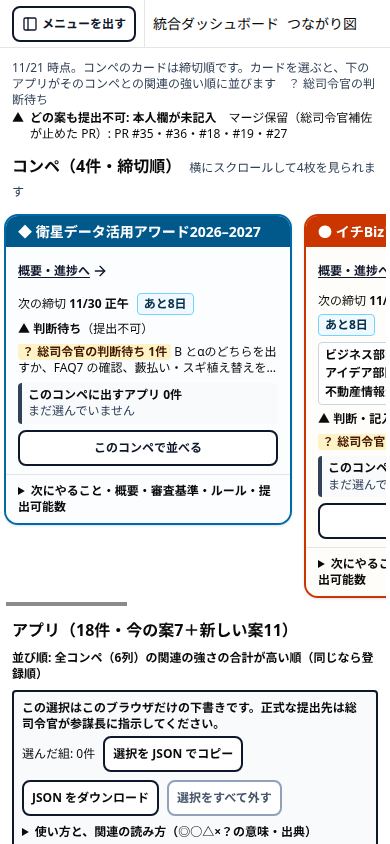 メニューを出す 統合ダッシュボード つながり図
11/21 時点。コンペのカードは締切順です。カードを選ぶと、下の
アプリがそのコンペとの関連の強い順に並びます ？ 総司令官の判
断待ち
▲ どの案も提出不可: 本人欄が未記入 マージ保留（総司令官補佐
が止めた PR）: PR #35・#36・#18・#19・#27
コンペ（4件・締切順） 横にスクロールして4枚を見られま
す
◆ 衛星データ活用アワード2026–2027
概要・進捗へ →
次の締切 11/30 正午 あと8日
▲ 判断待ち（提出不可）
？ 総司令官の判断待ち 1件 B とαのどちらを出
すか、FAQ7 の確認、藪払い・スギ植え替えを…
このコンペに出すアプリ 0件
まだ選んでいません
このコンペで並べる
▶ 次にやること・概要・審査基準・ルール・提
出可能数
● イチBiz
概要・進捗へ
次の締切 11/
あと8日
ビジネス部
アイデア部
不動産情報
▲ 判断・記入
？ 総司令官
このコンペ
まだ選んで
▶ 次にやるこ
出可能数
アプリ（18件・今の案7＋新しい案11）
並び順: 全コンペ（6列）の関連の強さの合計が高い順（同じなら登
録順）
この選択はこのブラウザだけの下書きです。正式な提出先は総
司令官が参謀長に指示してください。
選んだ組: 0件 選択を JSON でコピー
JSON をダウンロード 選択をすべて外す
▶ 使い方と、関連の読み方（◎○△×？の意味・出典）